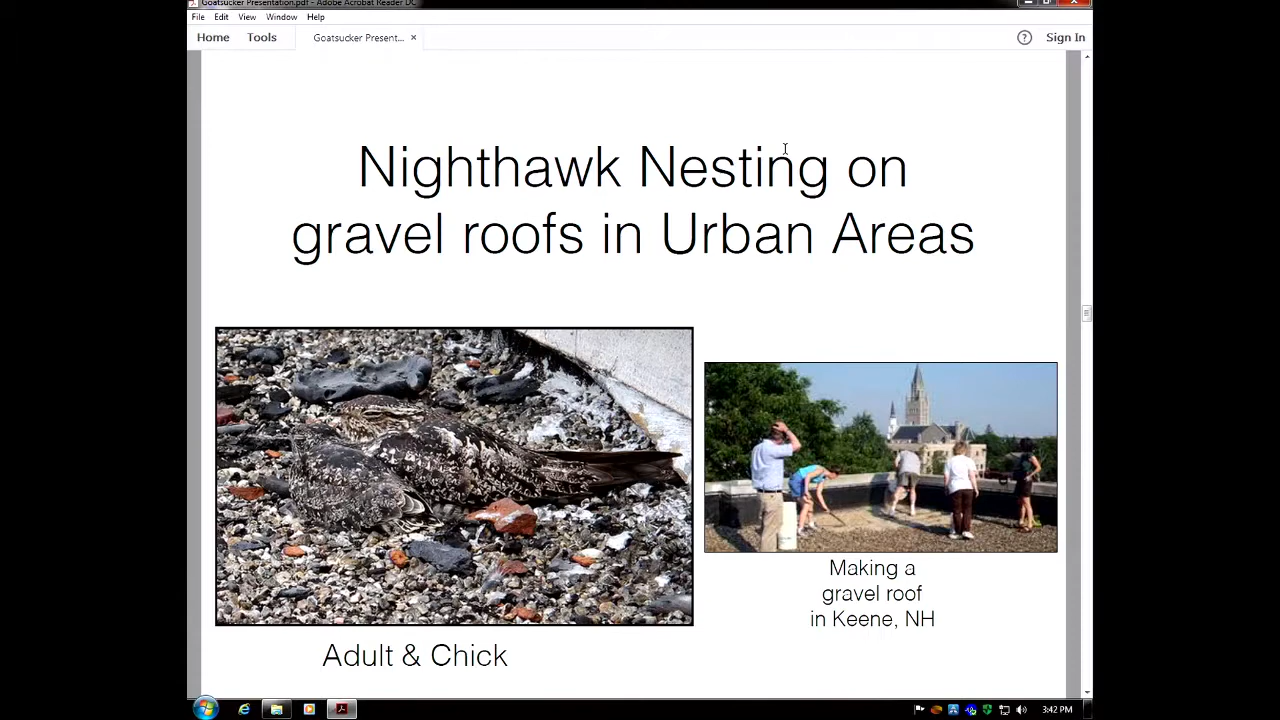 Goatsucker Presentation.pdf - Adobe Acrobat Reader DC
File Edit View Window Help
Home Tools Goatsucker Present... × ? Sign In
Nighthawk Nesting on
gravel roofs in Urban Areas
Making a
gravel roof
in Keene, NH
Adult & Chick
3:42 PM